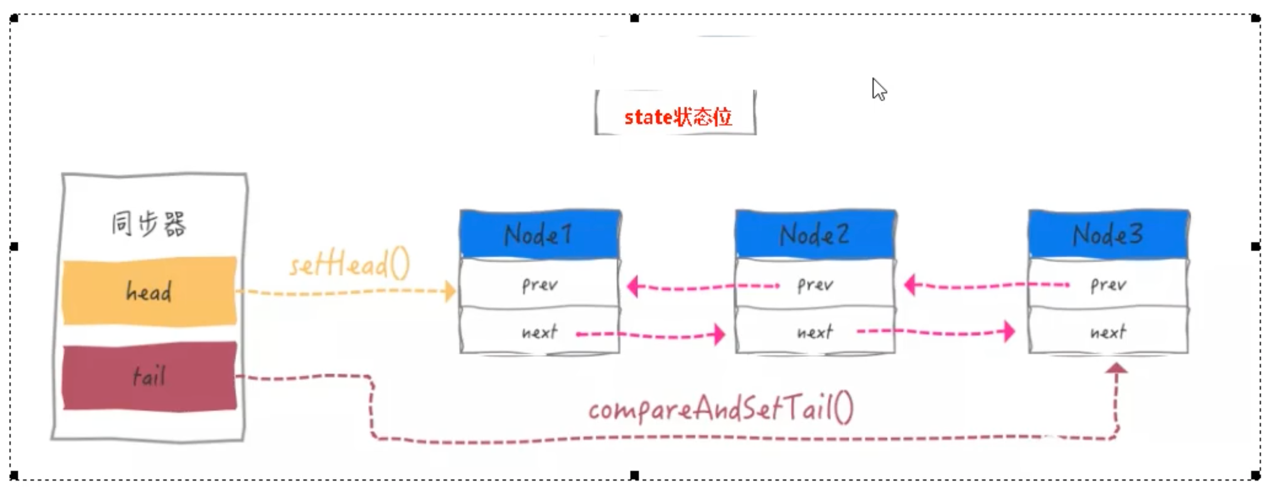 state状态位
同步器
head
tail
setHead()
Node1
prev
next
Node2
prev
next
Node3
prev
next
compareAndSetTail()